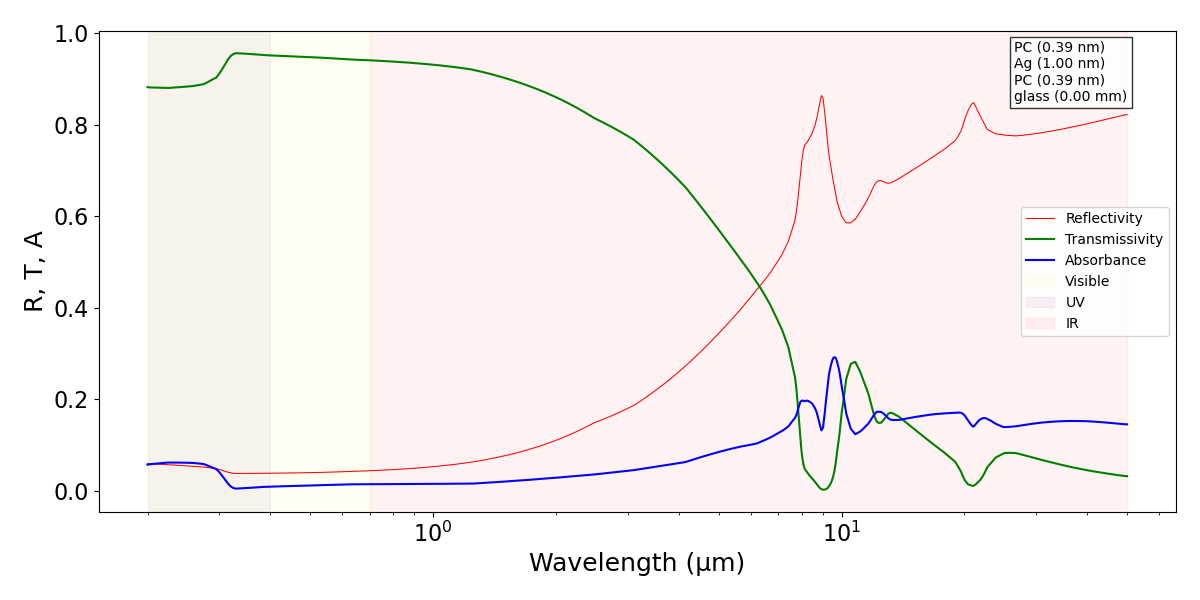 1.0
0.8
0.6
0.4
0.2
0.0
R, T, A
10⁰
10¹
Wavelength (μm)
PC (0.39 nm)
Ag (1.00 nm)
PC (0.39 nm)
glass (0.00 mm)
Reflectivity
Transmissivity
Absorbance
Visible
UV
IR